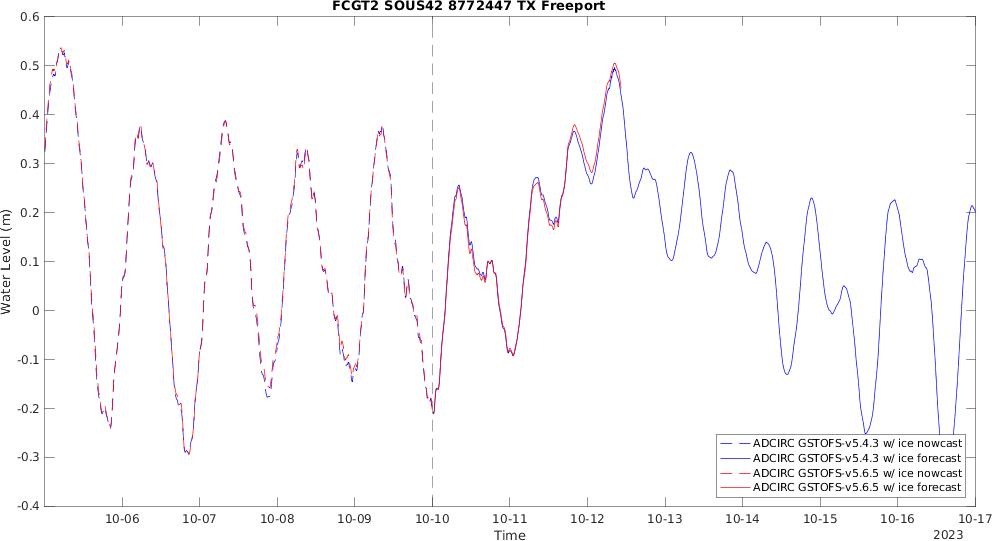 FCGT2 SOUS42 8772447 TX Freeport
0.6
0.5
0.4
0.3
0.2
0.1
0
-0.1
-0.2
-0.3
-0.4
Water Level (m)
ADCIRC GSTOFS-v5.4.3 w/ ice nowcast
ADCIRC GSTOFS-v5.4.3 w/ ice forecast
ADCIRC GSTOFS-v5.6.5 w/ ice nowcast
ADCIRC GSTOFS-v5.6.5 w/ ice forecast
10-06 10-07 10-08 10-09 10-10 10-11 10-12 10-13 10-14 10-15 10-16 10-17
Time
2023